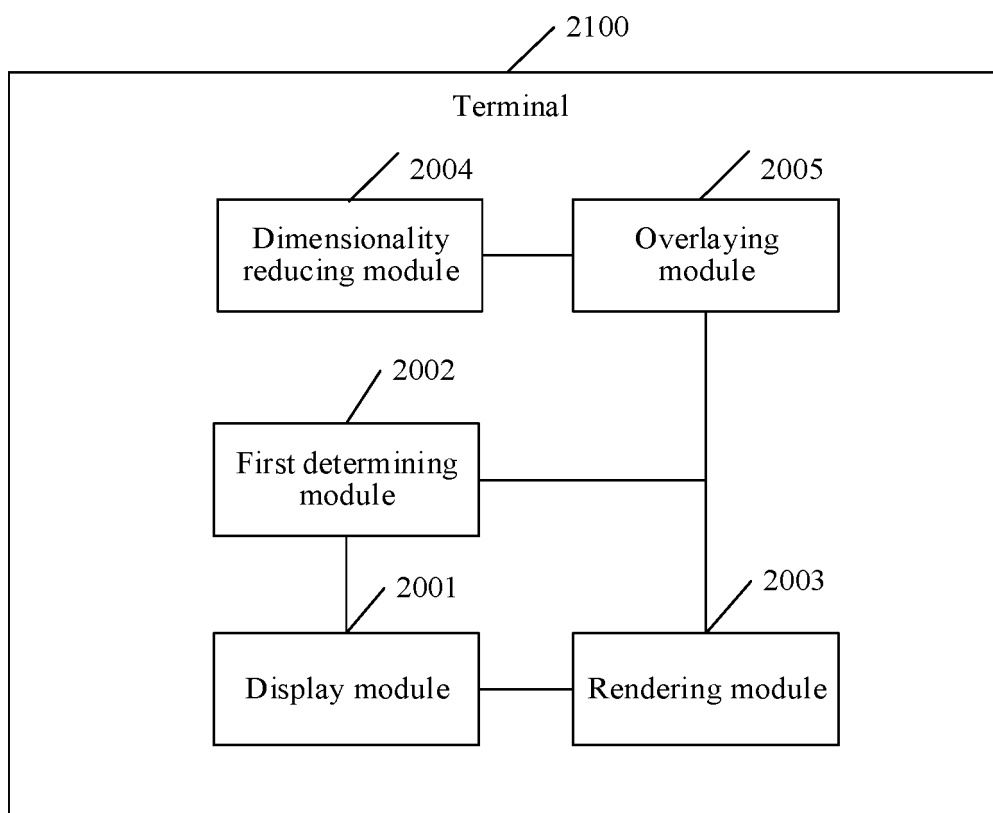 2100
Terminal
2004
2005
Dimensionality
reducing module
Overlaying
module
2002
First determining
module
2001
2003
Display module
Rendering module